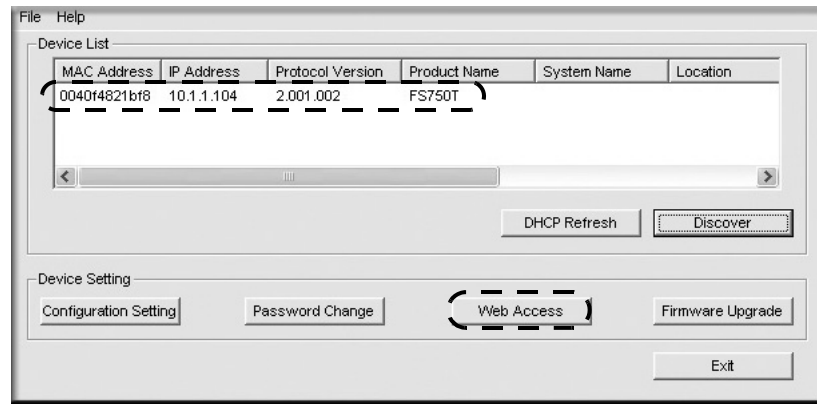 File Help
Device List
MAC Address IP Address Protocol Version Product Name System Name Location
0040f4821bf8 10.1.1.104 2.001.002 FS750T
DHCP Refresh Discover
Device Setting
Configuration Setting Password Change Web Access Firmware Upgrade
Exit